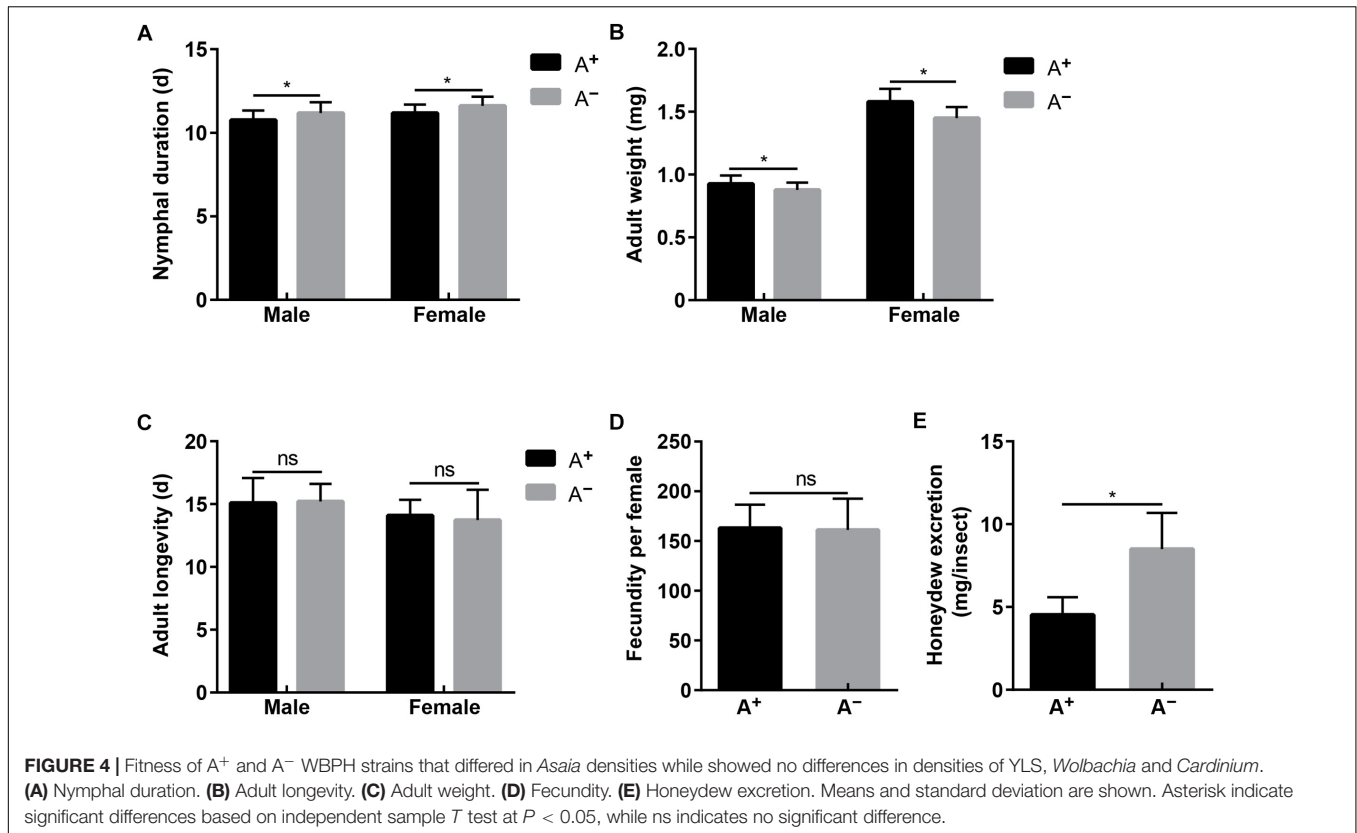 A
Nymphal duration (d)
15
10
5
0
*
*
Male
Female
A+
A−
B
Adult weight (mg)
2.0
1.5
1.0
0.5
0
*
*
Male
Female
A+
A−
C
Adult longevity (d)
20
15
10
5
0
ns
ns
Male
Female
A+
A−
D
Fecundity per female
250
200
150
100
50
0
ns
A+
A−
E
Honeydew excretion
(mg/insect)
15
10
5
0
*
A+
A−
FIGURE 4 | Fitness of A+ and A− WBPH strains that differed in Asaia densities while showed no differences in densities of YLS, Wolbachia and Cardinium.
(A) Nymphal duration. (B) Adult longevity. (C) Adult weight. (D) Fecundity. (E) Honeydew excretion. Means and standard deviation are shown. Asterisk indicate
significant differences based on independent sample T test at P < 0.05, while ns indicates no significant difference.